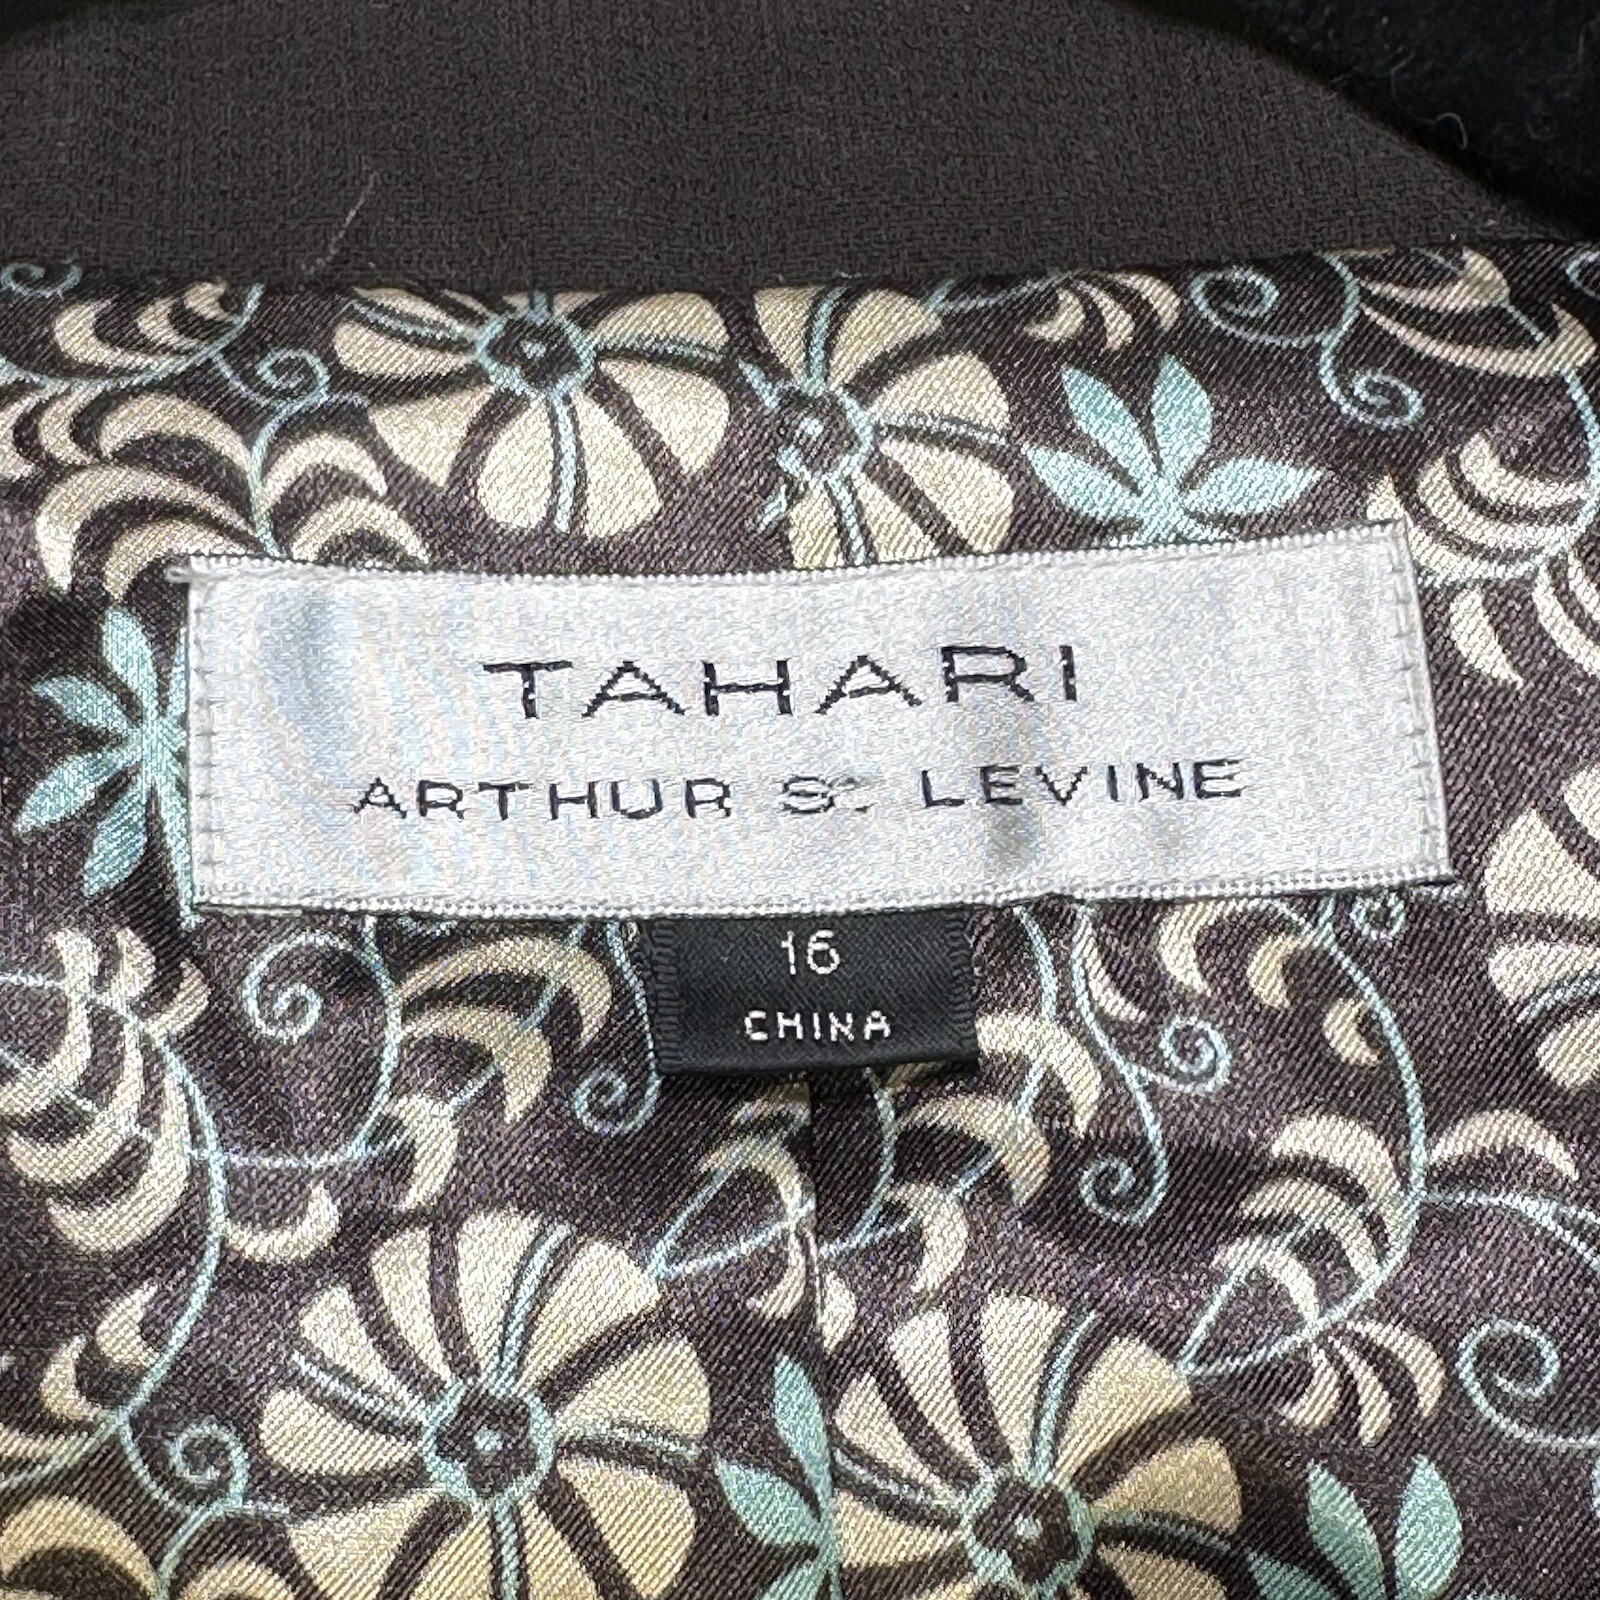 TAHARI
ARTHUR S. LEVINE
16
CHINA